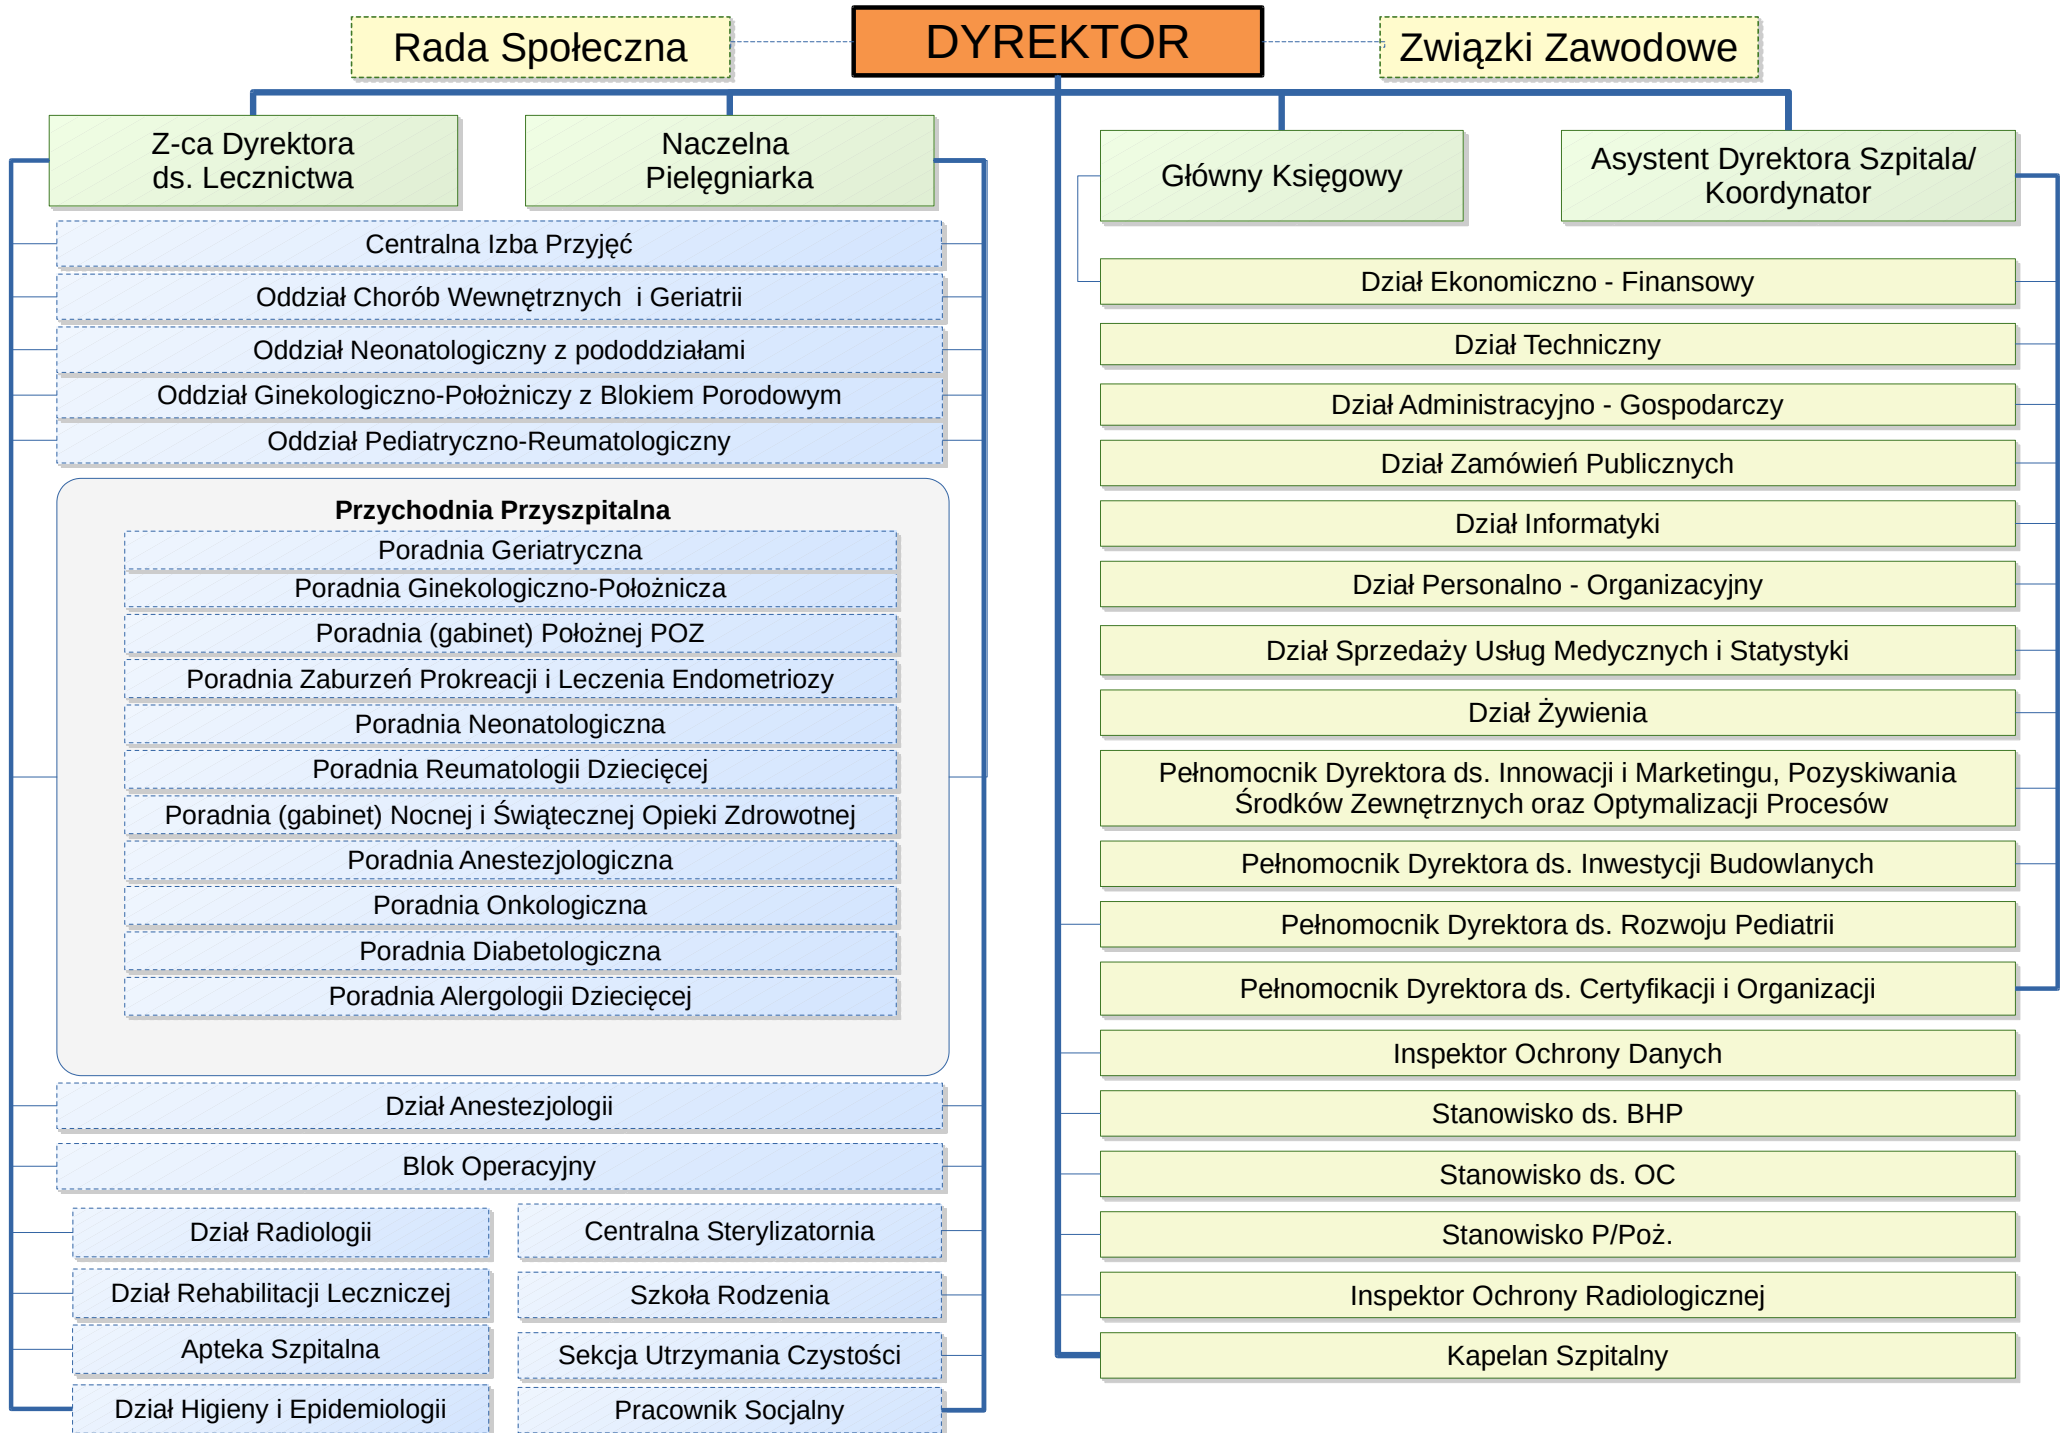 Rada Społeczna
DYREKTOR
Związki Zawodowe
Z-ca Dyrektora
ds. Lecznictwa
Naczelna
Pielęgniarka
Główny Księgowy
Asystent Dyrektora Szpitala/
Koordynator
Centralna Izba Przyjęć
Oddział Chorób Wewnętrznych  i Geriatrii
Oddział Neonatologiczny z pododdziałami
Oddział Ginekologiczno-Położniczy z Blokiem Porodowym
Oddział Pediatryczno-Reumatologiczny
Przychodnia Przyszpitalna
Poradnia Geriatryczna
Poradnia Ginekologiczno-Położnicza
Poradnia (gabinet) Położnej POZ
Poradnia Zaburzeń Prokreacji i Leczenia Endometriozy
Poradnia Neonatologiczna
Poradnia Reumatologii Dziecięcej
Poradnia (gabinet) Nocnej i Świątecznej Opieki Zdrowotnej
Poradnia Anestezjologiczna
Poradnia Onkologiczna
Poradnia Diabetologiczna
Poradnia Alergologii Dziecięcej
Dział Anestezjologii
Blok Operacyjny
Dział Radiologii
Dział Rehabilitacji Leczniczej
Apteka Szpitalna
Dział Higieny i Epidemiologii
Centralna Sterylizatornia
Szkoła Rodzenia
Sekcja Utrzymania Czystości
Pracownik Socjalny
Dział Ekonomiczno - Finansowy
Dział Techniczny
Dział Administracyjno - Gospodarczy
Dział Zamówień Publicznych
Dział Informatyki
Dział Personalno - Organizacyjny
Dział Sprzedaży Usług Medycznych i Statystyki
Dział Żywienia
Pełnomocnik Dyrektora ds. Innowacji i Marketingu, Pozyskiwania
Środków Zewnętrznych oraz Optymalizacji Procesów
Pełnomocnik Dyrektora ds. Inwestycji Budowlanych
Pełnomocnik Dyrektora ds. Rozwoju Pediatrii
Pełnomocnik Dyrektora ds. Certyfikacji i Organizacji
Inspektor Ochrony Danych
Stanowisko ds. BHP
Stanowisko ds. OC
Stanowisko P/Poż.
Inspektor Ochrony Radiologicznej
Kapelan Szpitalny